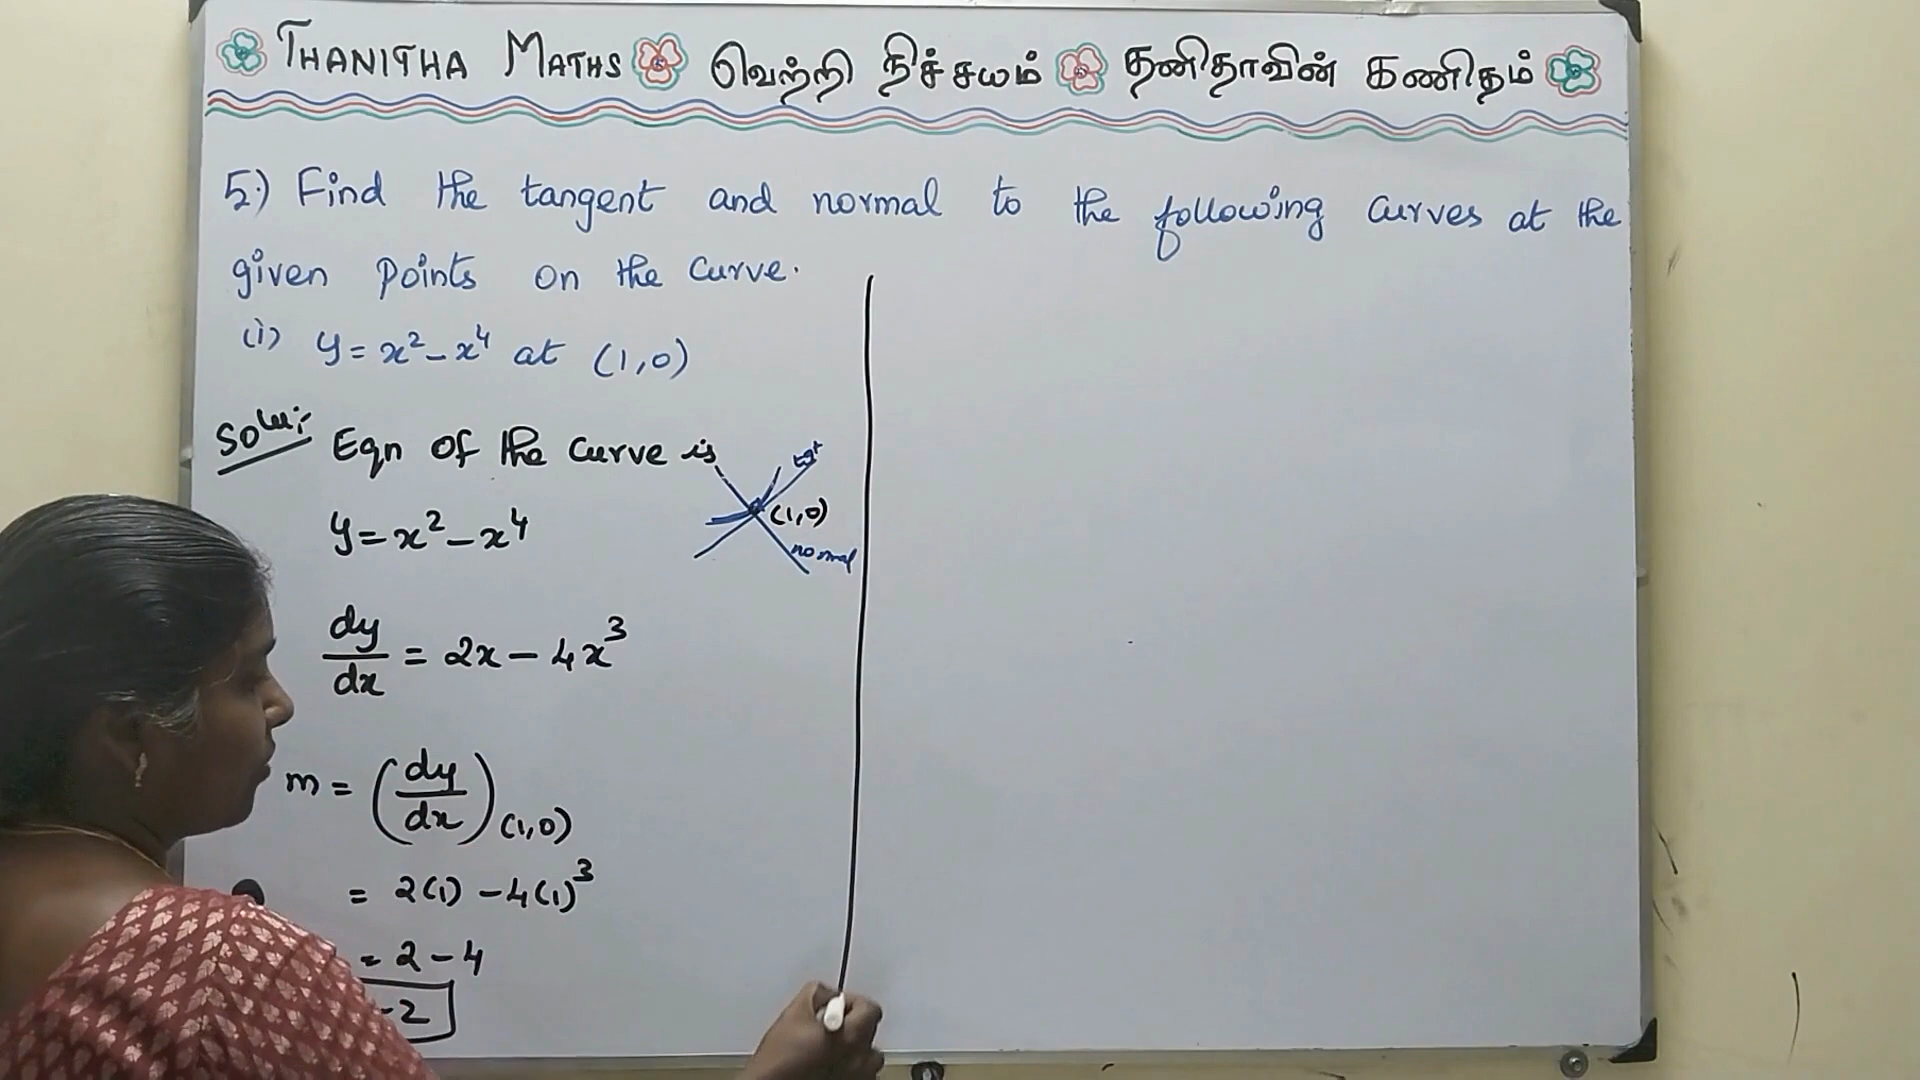 THANITHA MATHS வெற்றி நிச்சயம் தனிதாவின் கணிதம்
5) Find the tangent and normal to the following curves at the
given points on the curve.
(i) y = x² - x⁴ at (1,0)
Solu:
Eqn of the curve is
y = x² - x⁴
tgt
(1,0)
normal
dy/dx = 2x - 4x³
m = (dy/dx)(1,0)
= 2(1) - 4(1)³
= 2 - 4
-2